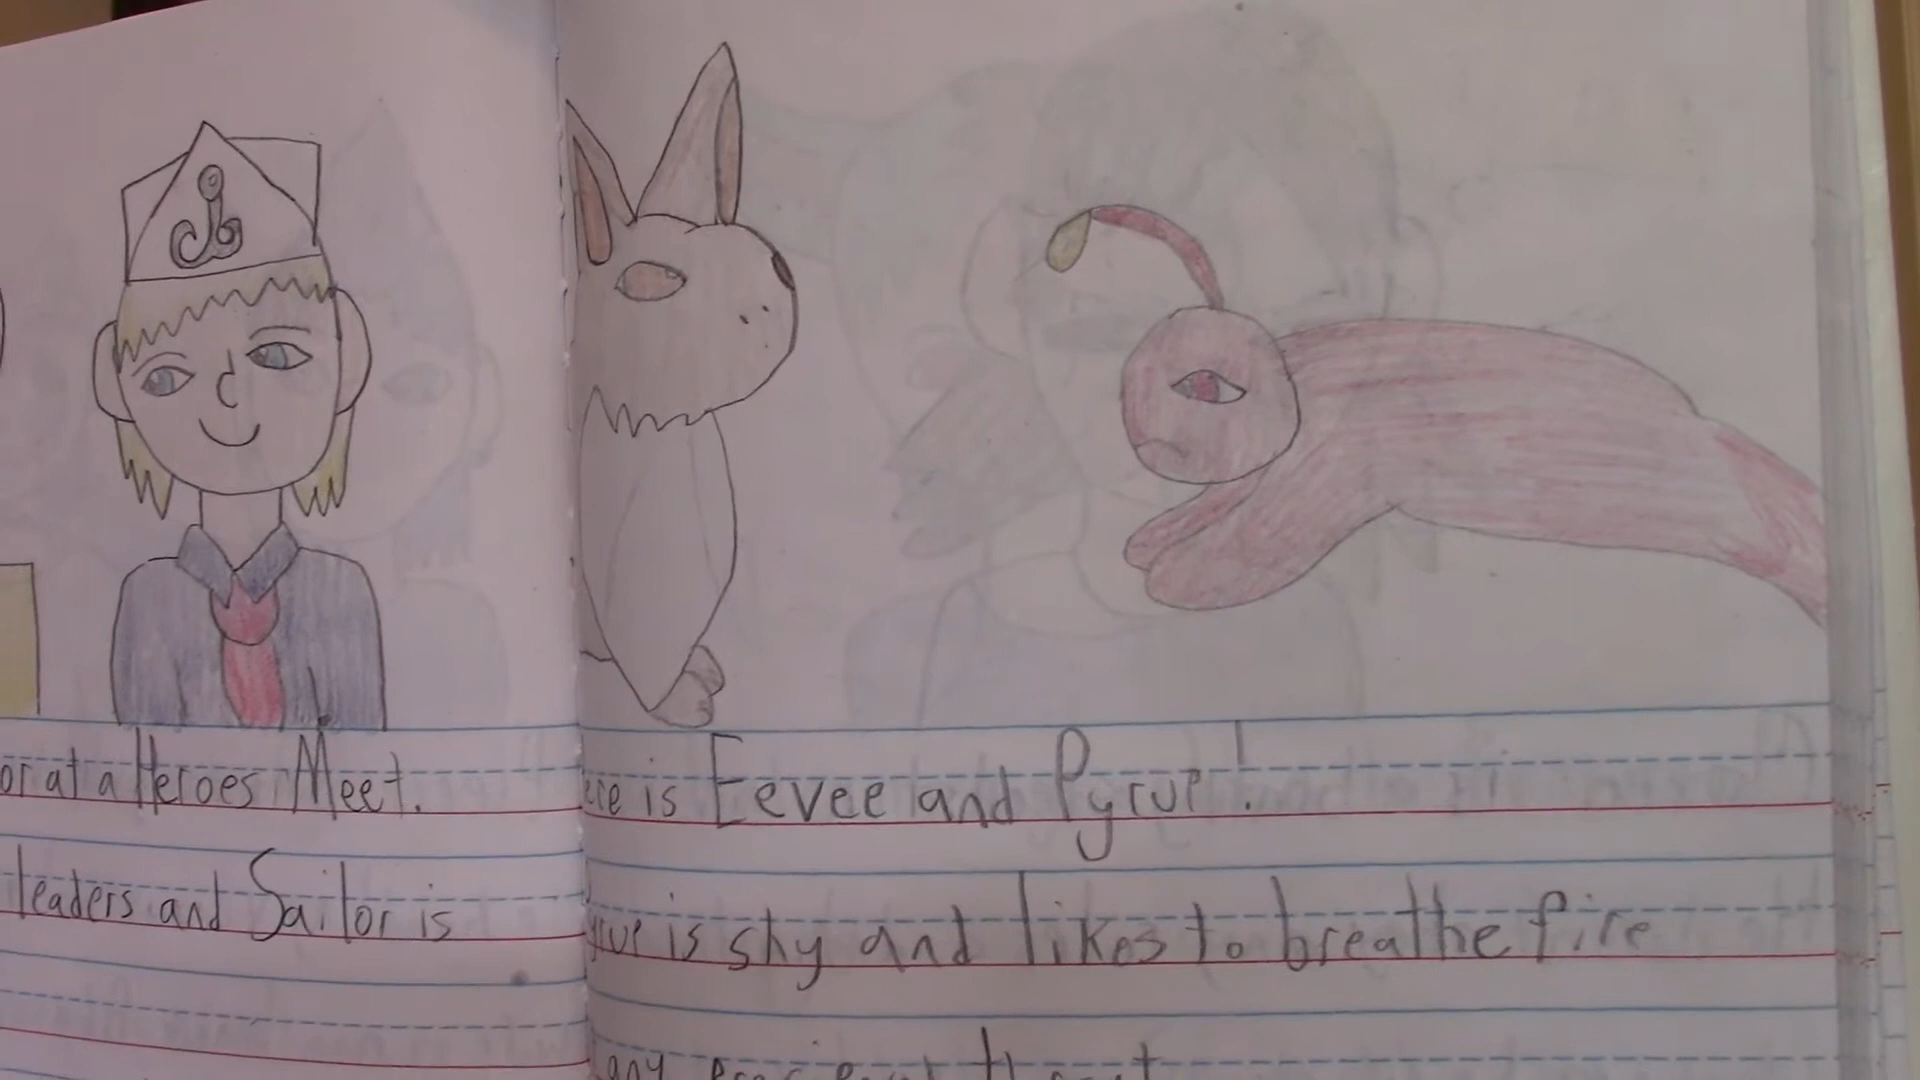 or at a Heroes Meet.
leaders and Sailor is
is Eevee and Pyrup!
is shy and likes to breathe fire
any